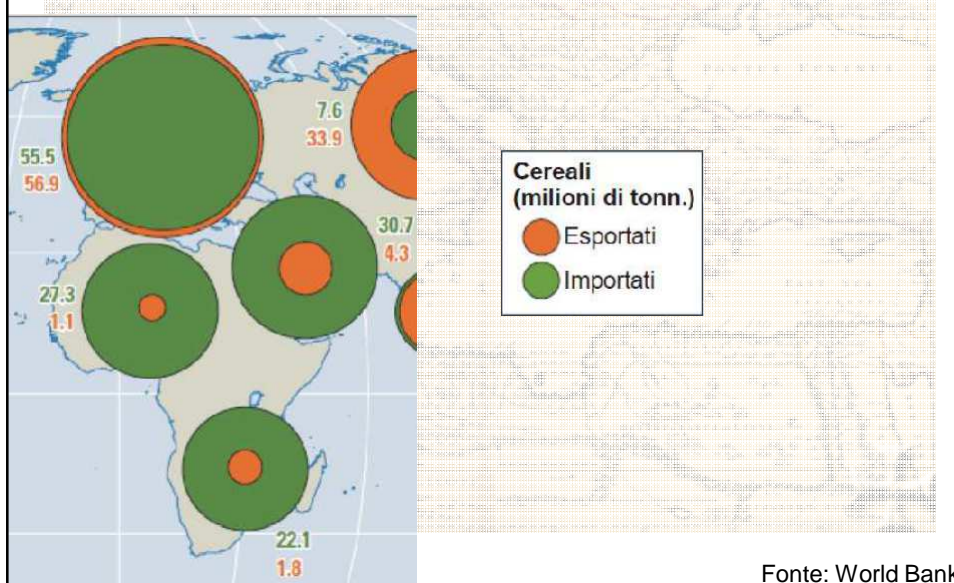 7.6
33.9
55.5
56.9
30.7
4.3
27.3
1.1
22.1
1.8
Cereali
(milioni di tonn.)
Esportati
Importati
Fonte: World Bank